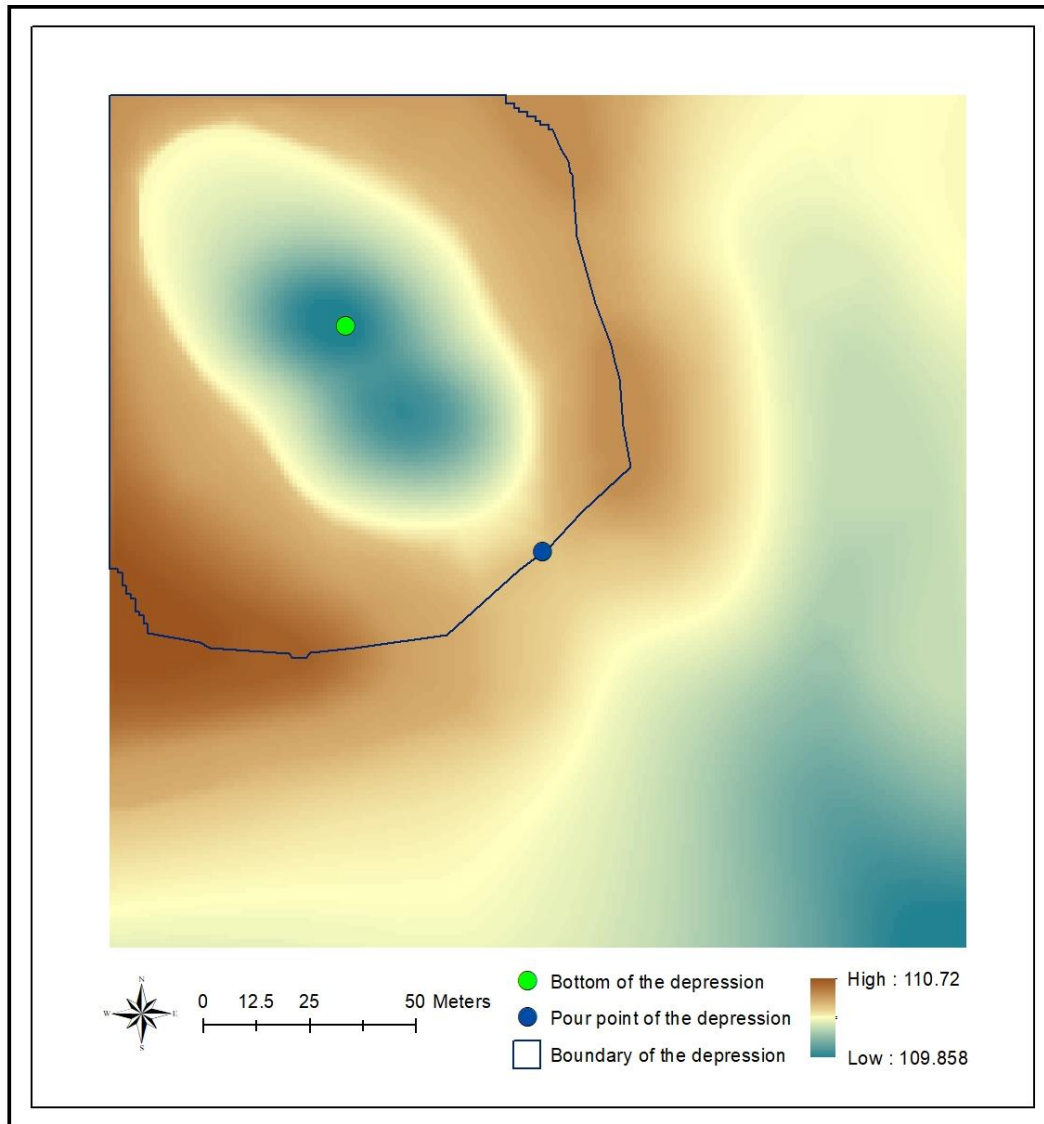 N
W E
S
0 12.5 25 50 Meters
Bottom of the depression
Pour point of the depression
Boundary of the depression
High : 110.72
Low : 109.858